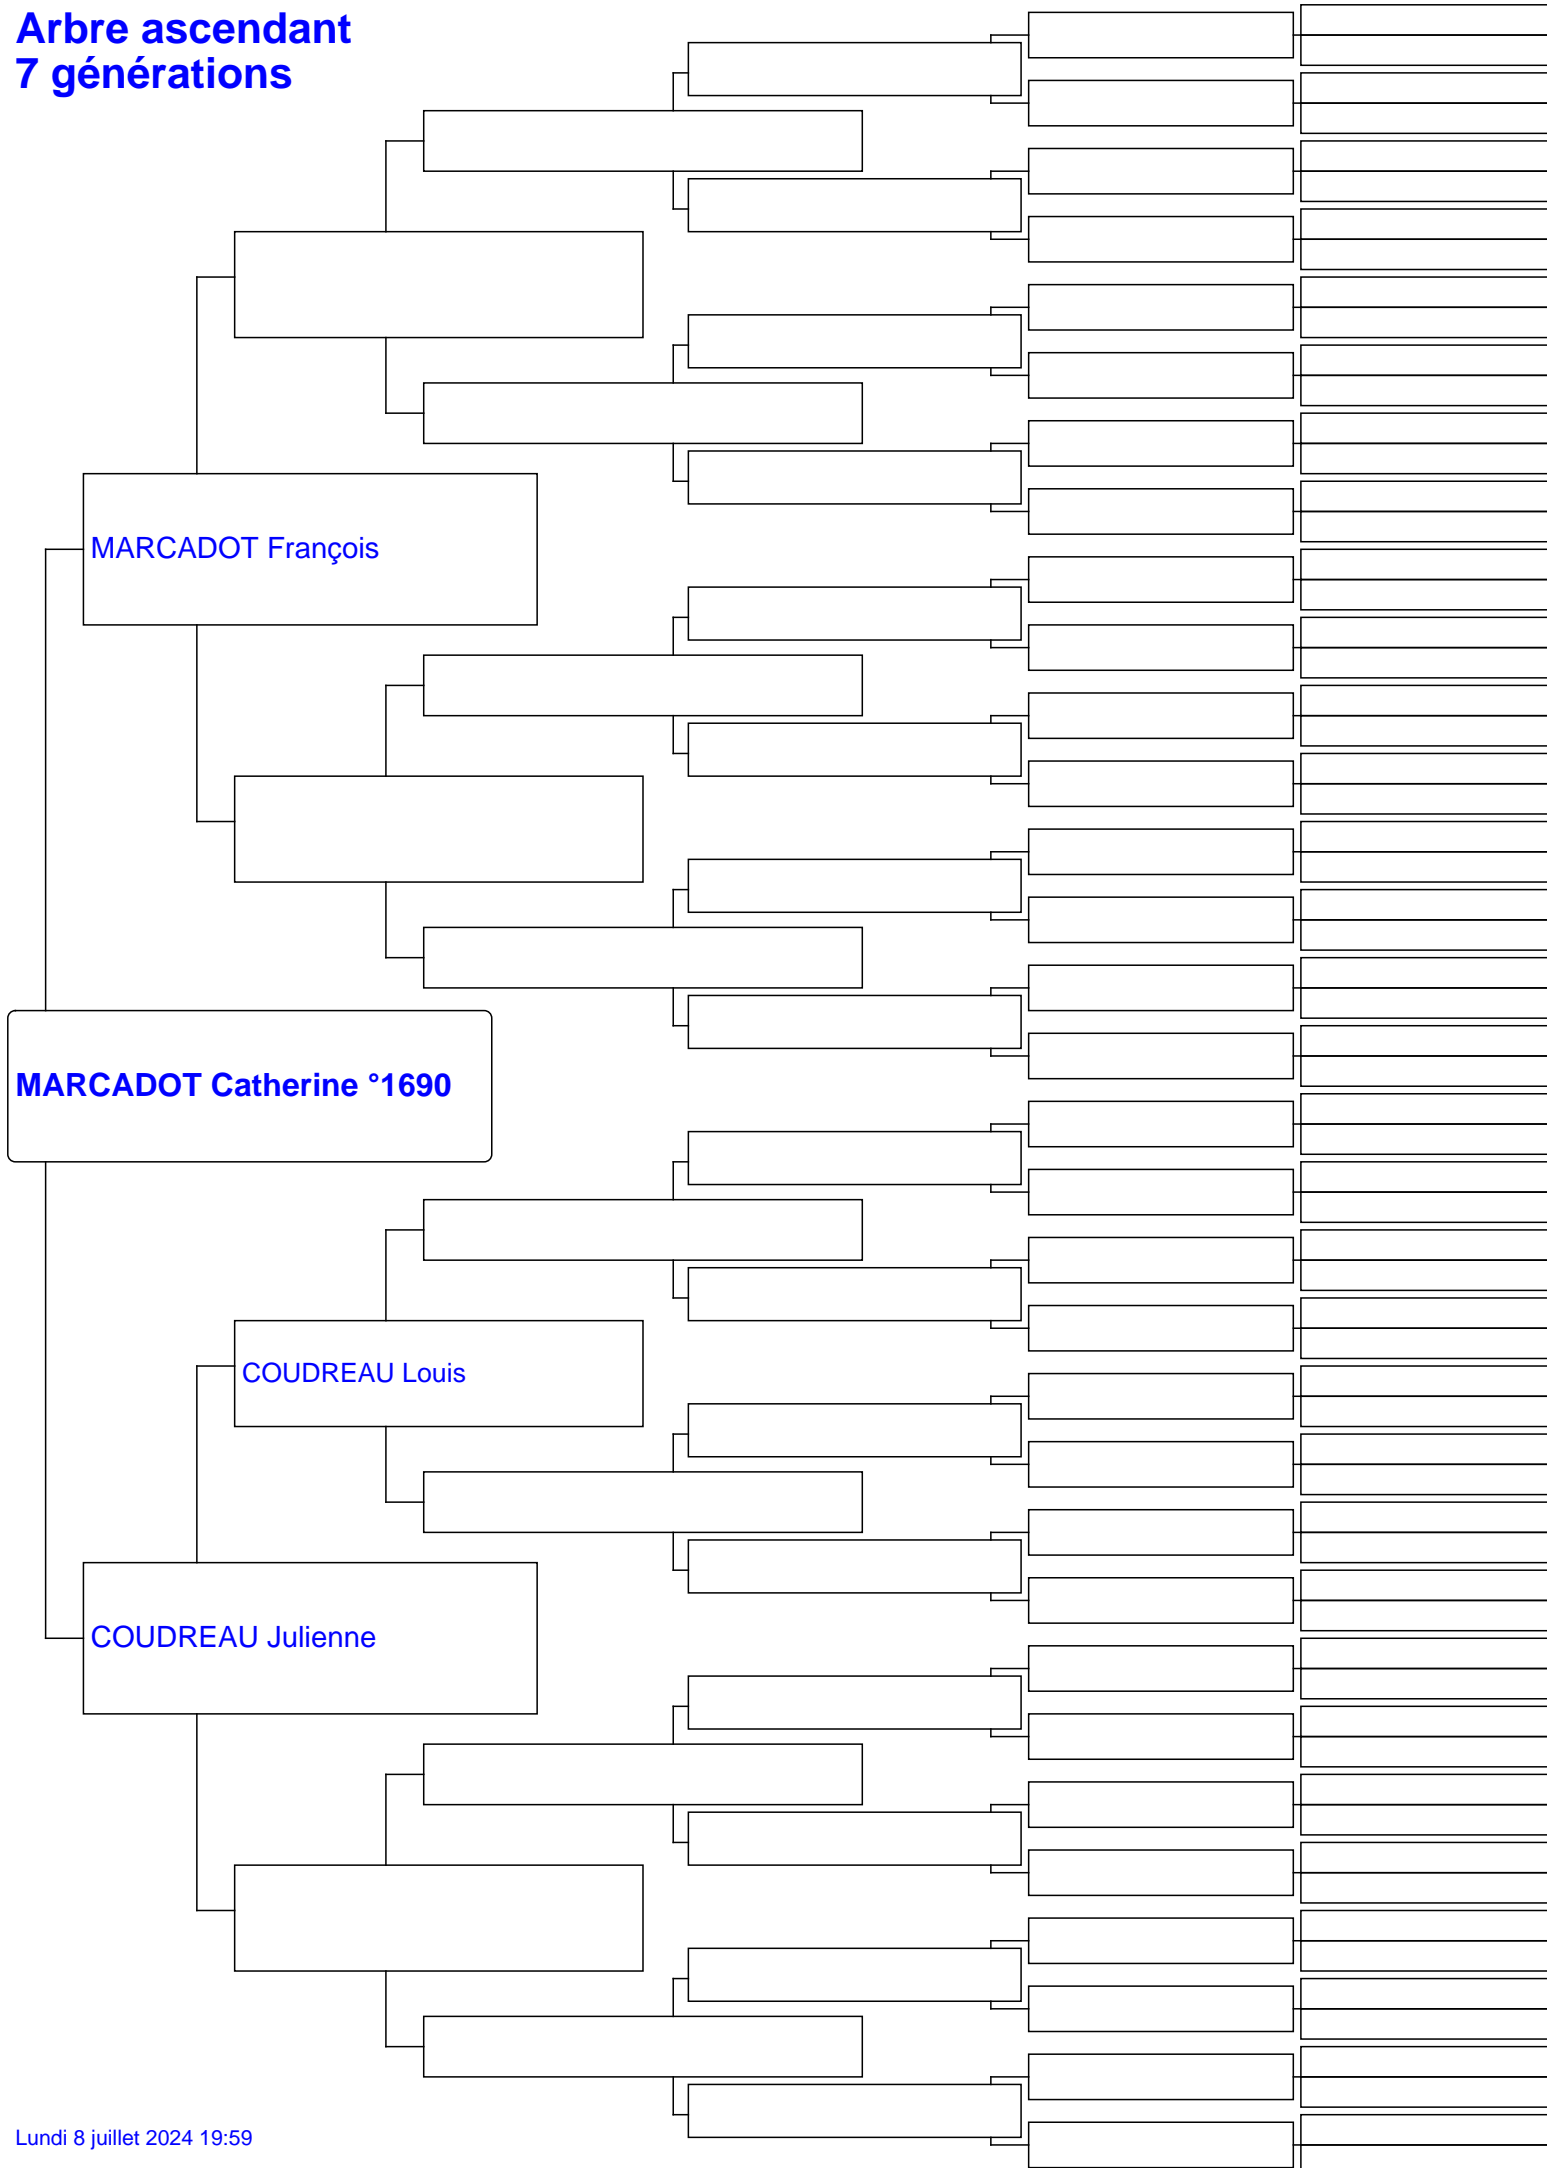 Arbre ascendant
7 générations
MARCADOT François
MARCADOT Catherine °1690
COUDREAU Louis
COUDREAU Julienne
Lundi 8 juillet 2024 19:59